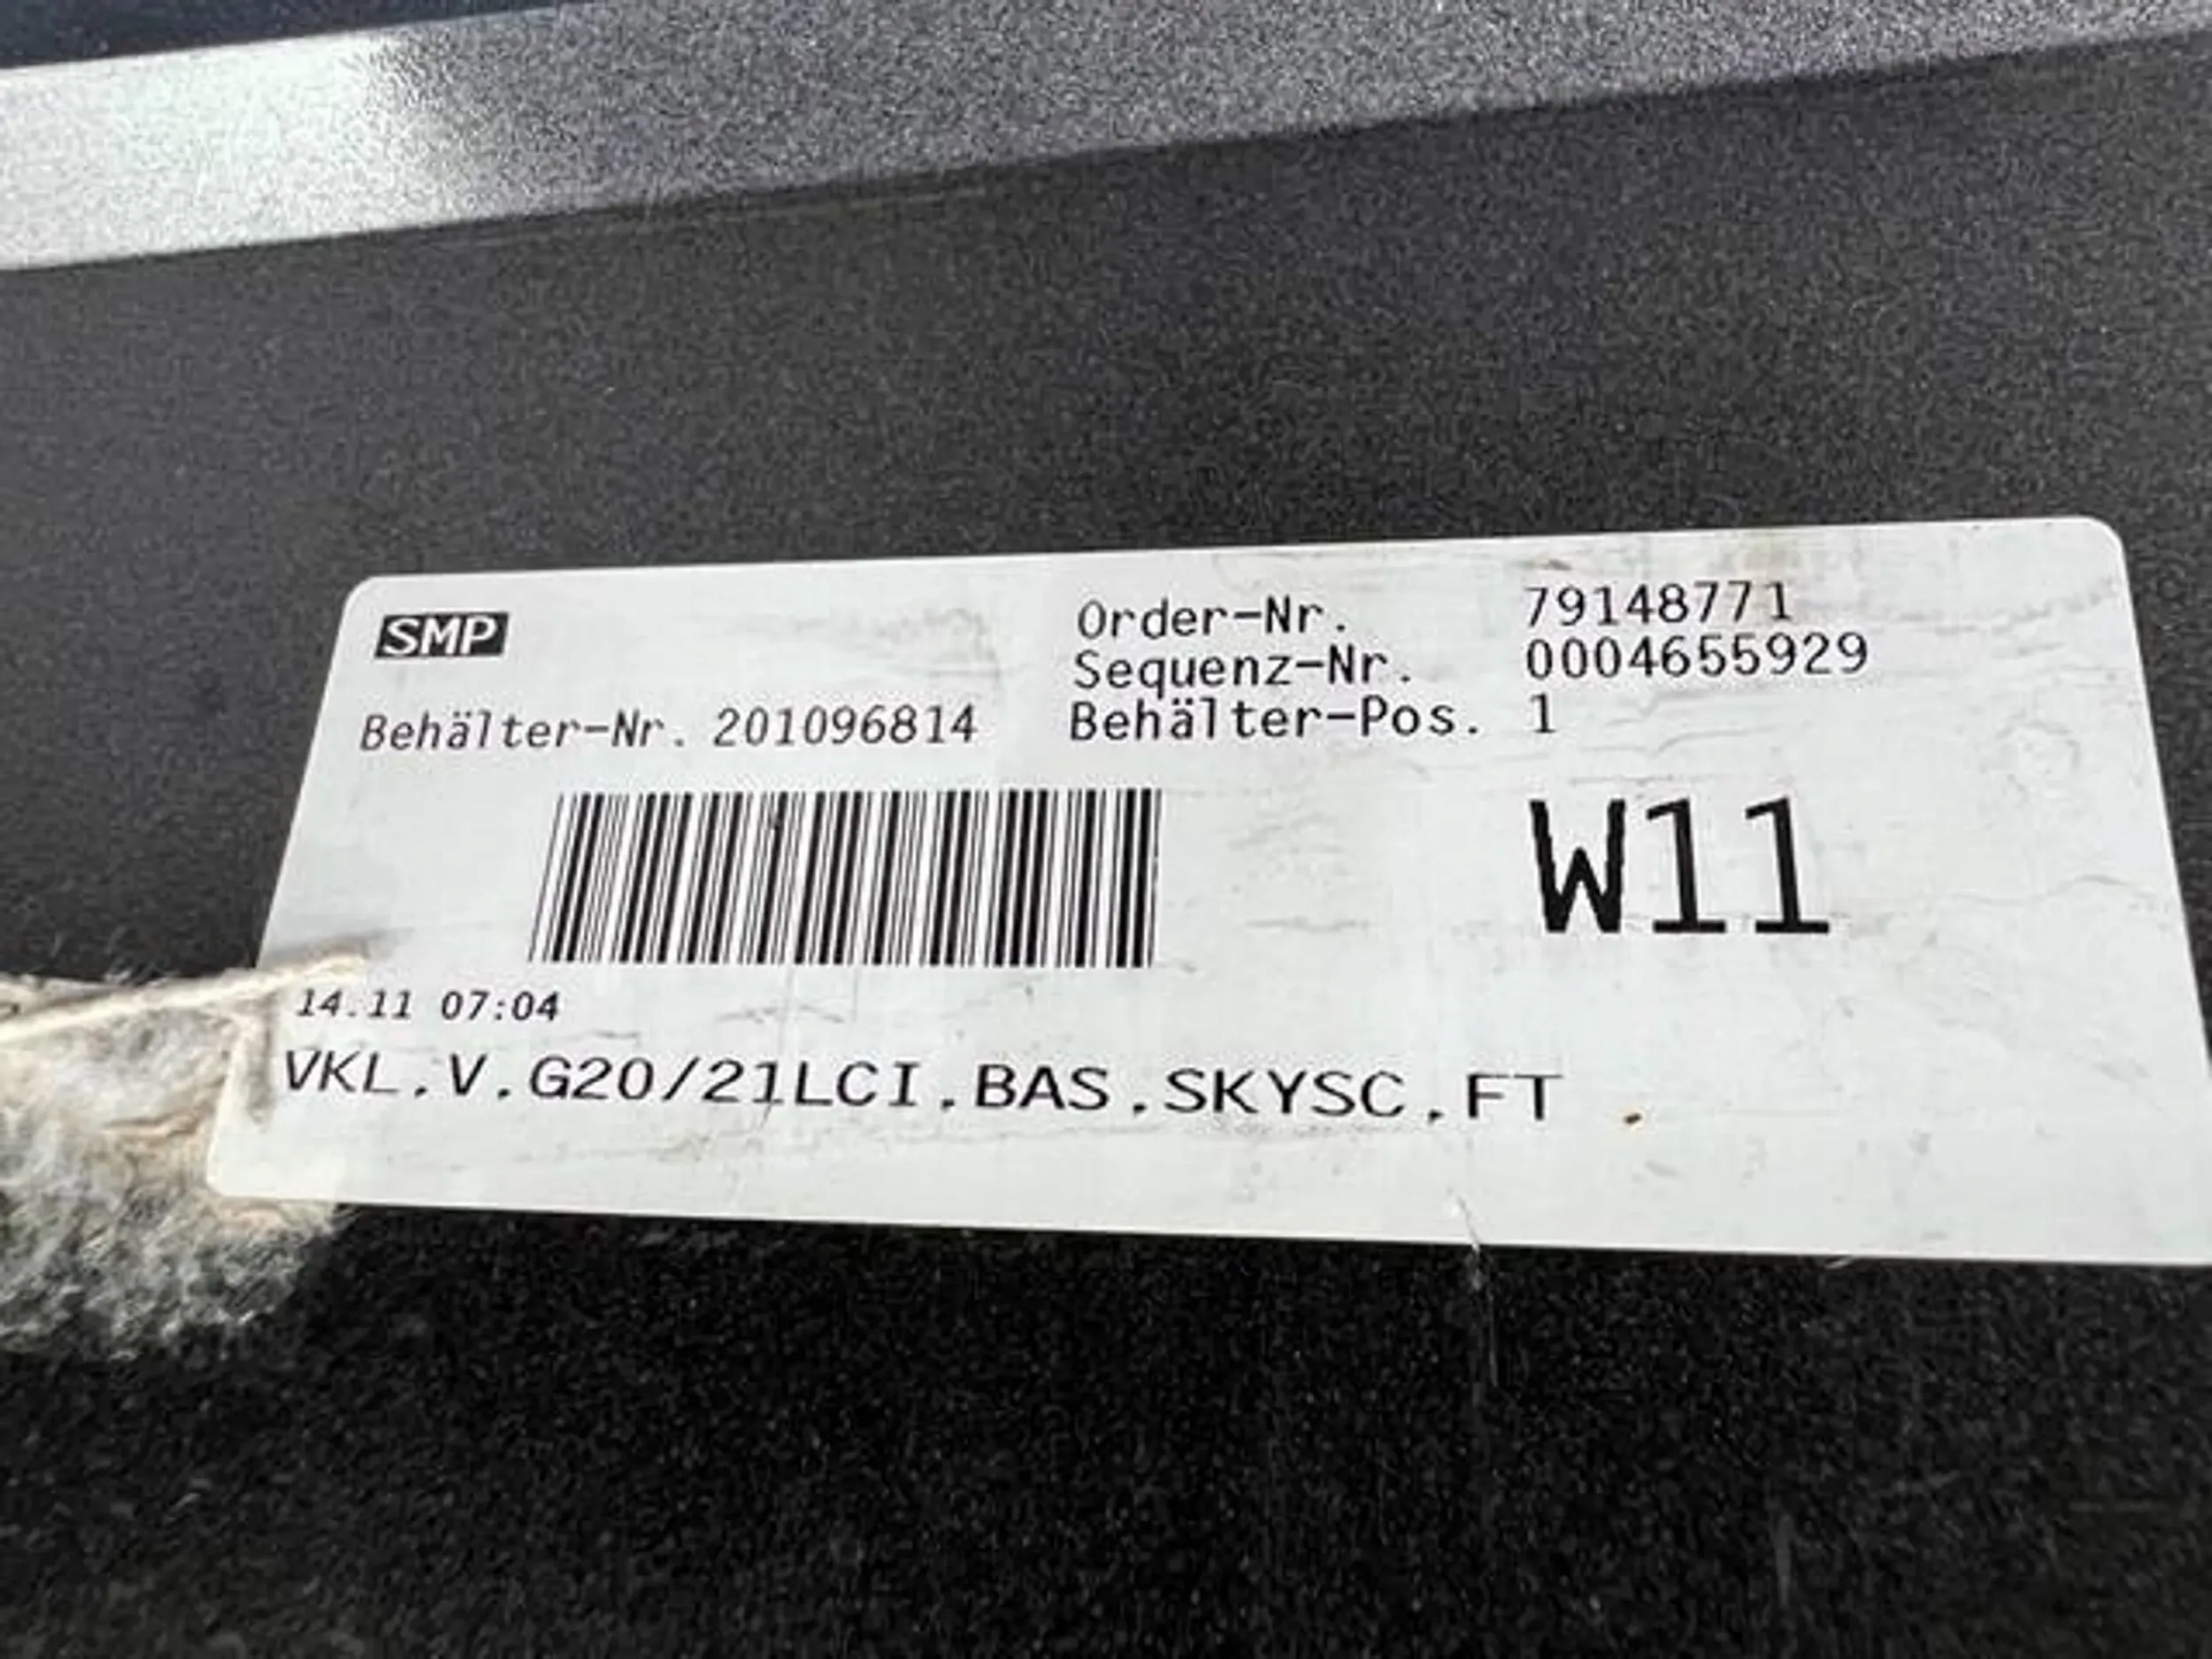 SMP
Order-Nr. 79148771
Sequenz-Nr. 0004655929
Behälter-Nr. 201096814 Behälter-Pos. 1
W11
14.11 07:04
VKL.V.G20/21LCI.BAS.SKYSC.FT